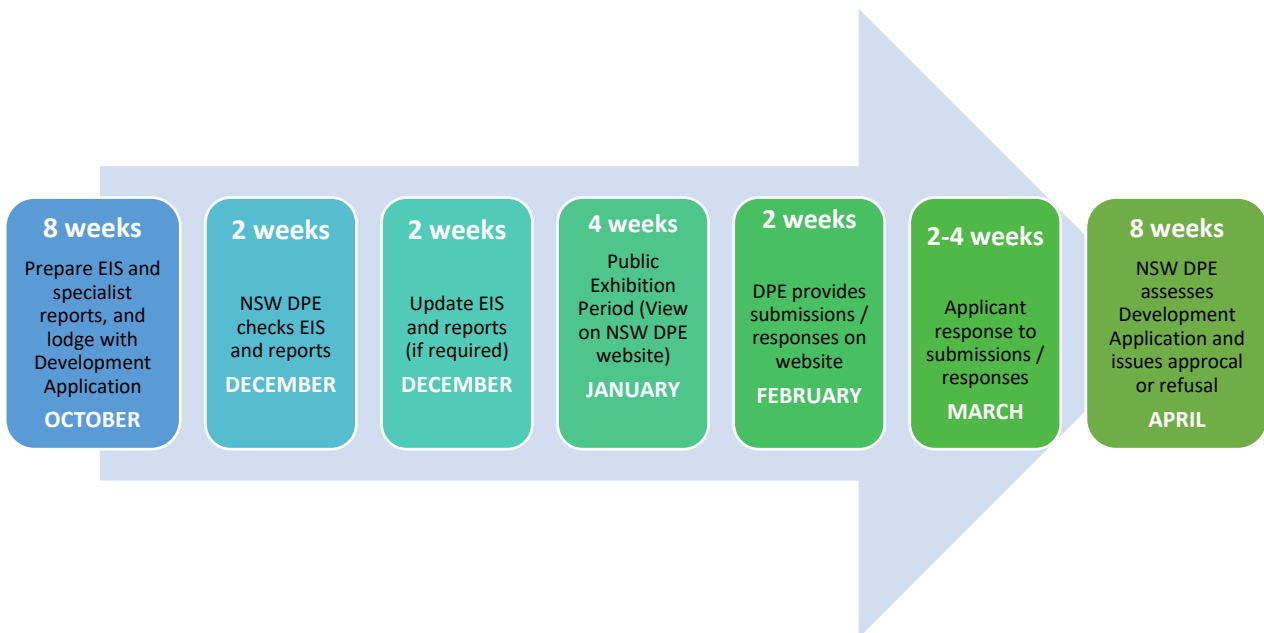 8 weeks
Prepare EIS and
specialist
reports, and
lodge with
Development
Application
OCTOBER
2 weeks
NSW DPE
checks EIS
and reports
DECEMBER
2 weeks
Update EIS
and reports
(if required)
DECEMBER
4 weeks
Public
Exhibition
Period (View
on NSW DPE
website)
JANUARY
2 weeks
DPE provides
submissions /
responses on
website
FEBRUARY
2-4 weeks
Applicant
response to
submissions /
responses
MARCH
8 weeks
NSW DPE
assesses
Development
Application and
issues approcal
or refusal
APRIL